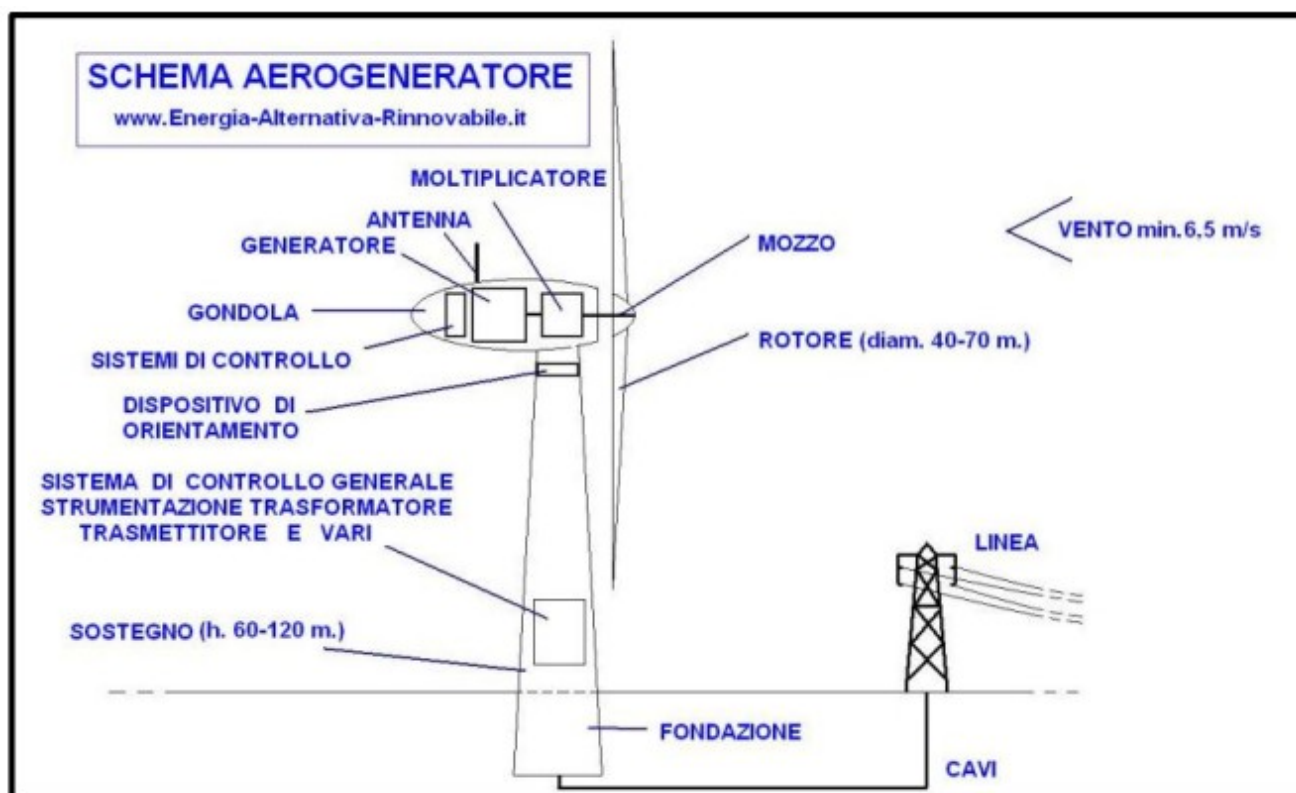 SCHEMA AEROGENERATORE
www.Energia-Alternativa-Rinnovabile.it
MOLTIPLICATORE
ANTENNA
GENERATORE
MOZZO
VENTO min.6,5 m/s
GONDOLA
SISTEMI DI CONTROLLO
ROTORE (diam. 40-70 m.)
DISPOSITIVO DI
ORIENTAMENTO
SISTEMA DI CONTROLLO GENERALE
STRUMENTAZIONE TRASFORMATORE
TRASMETTITORE E VARI
LINEA
SOSTEGNO (h. 60-120 m.)
FONDAZIONE
CAVI